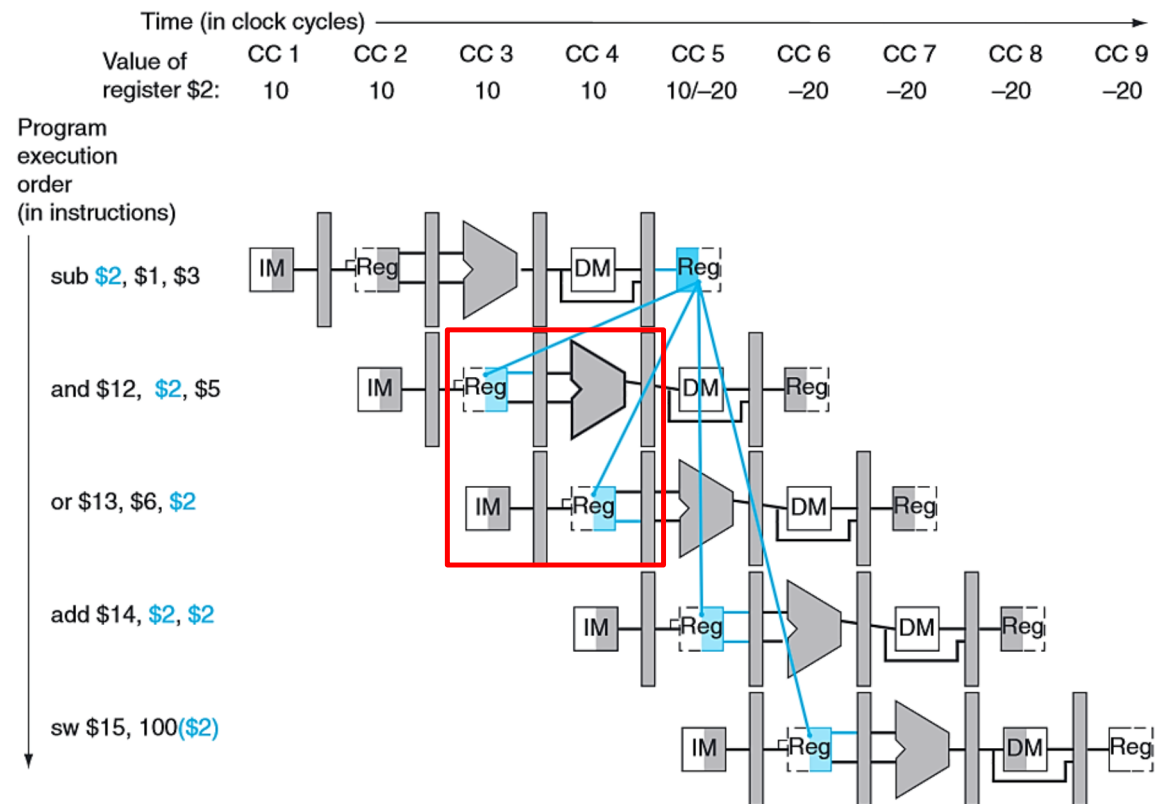 Time (in clock cycles)
Value of register $2:
CC 1 CC 2 CC 3 CC 4 CC 5 CC 6 CC 7 CC 8 CC 9
10 10 10 10 10/–20 –20 –20 –20 –20
Program
execution
order
(in instructions)
sub $2, $1, $3
IM Reg DM Reg
and $12, $2, $5
IM Reg DM Reg
or $13, $6, $2
IM Reg DM Reg
add $14, $2, $2
IM Reg DM Reg
sw $15, 100($2)
IM Reg DM Reg